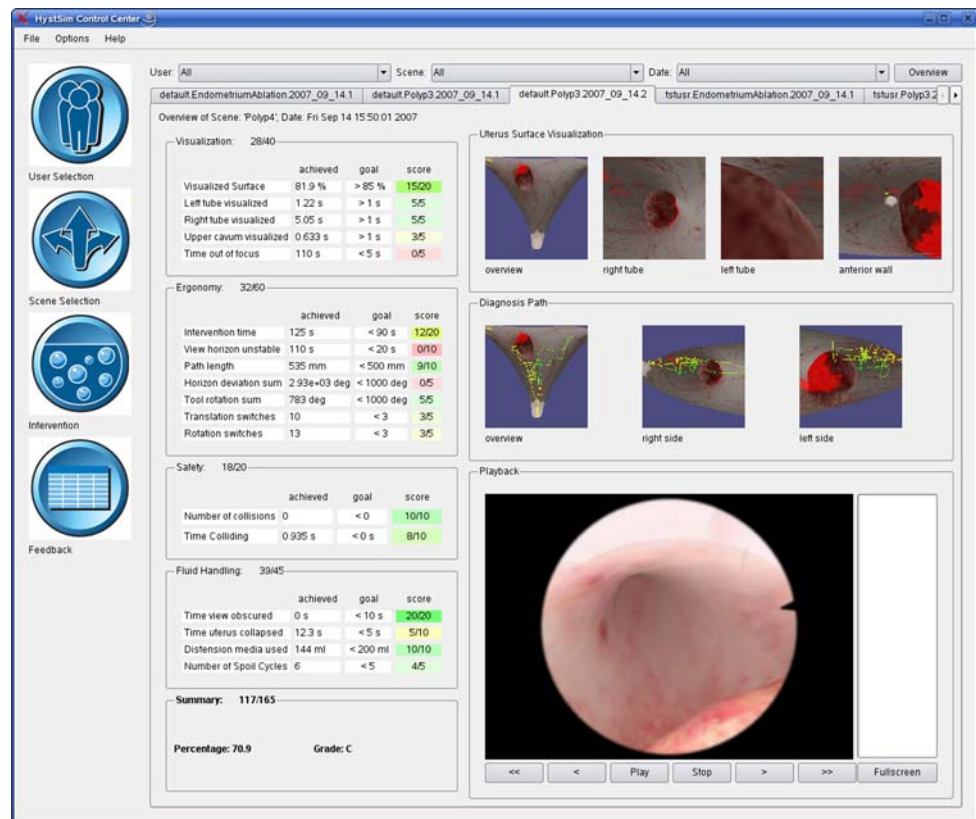 HystSim Control Center
File Options Help
User: All Scene: All Date: All Overview
default.EndometriumAblation.2007_09_14.1 default.Polyp3.2007_09_14.1 default.Polyp3.2007_09_14.2 tstusr.EndometriumAblation.2007_09_14.1 tstusr.Polyp3.2
Overview of Scene: 'Polyp4', Date: Fri Sep 14 15:50:01 2007
User Selection
Scene Selection
Intervention
Feedback
Visualization: 28/40
achieved goal score
Visualized Surface 81.9 % > 85 % 15/20
Left tube visualized 1.22 s > 1 s 5/5
Right tube visualized 5.05 s > 1 s 5/5
Upper cavum visualized 0.633 s > 1 s 3/5
Time out of focus 110 s < 5 s 0/5
Ergonomy: 32/60
achieved goal score
Intervention time 125 s < 90 s 12/20
View horizon unstable 110 s < 20 s 0/10
Path length 535 mm < 500 mm 9/10
Horizon deviation sum 2.93e+03 deg < 1000 deg 0/5
Tool rotation sum 783 deg < 1000 deg 5/5
Translation switches 10 < 3 3/5
Rotation switches 13 < 3 3/5
Safety: 18/20
achieved goal score
Number of collisions 0 < 0 10/10
Time Colliding 0.935 s < 0 s 8/10
Fluid Handling: 39/45
achieved goal score
Time view obscured 0 s < 10 s 20/20
Time uterus collapsed 12.3 s < 5 s 5/10
Distension media used 144 ml < 200 ml 10/10
Number of Spoil Cycles 6 < 5 4/5
Summary: 117/165
Percentage: 70.9 Grade: C
Uterus Surface Visualization
overview right tube left tube anterior wall
Diagnosis Path
overview right side left side
Playback
<< < Play Stop > >> Fullscreen